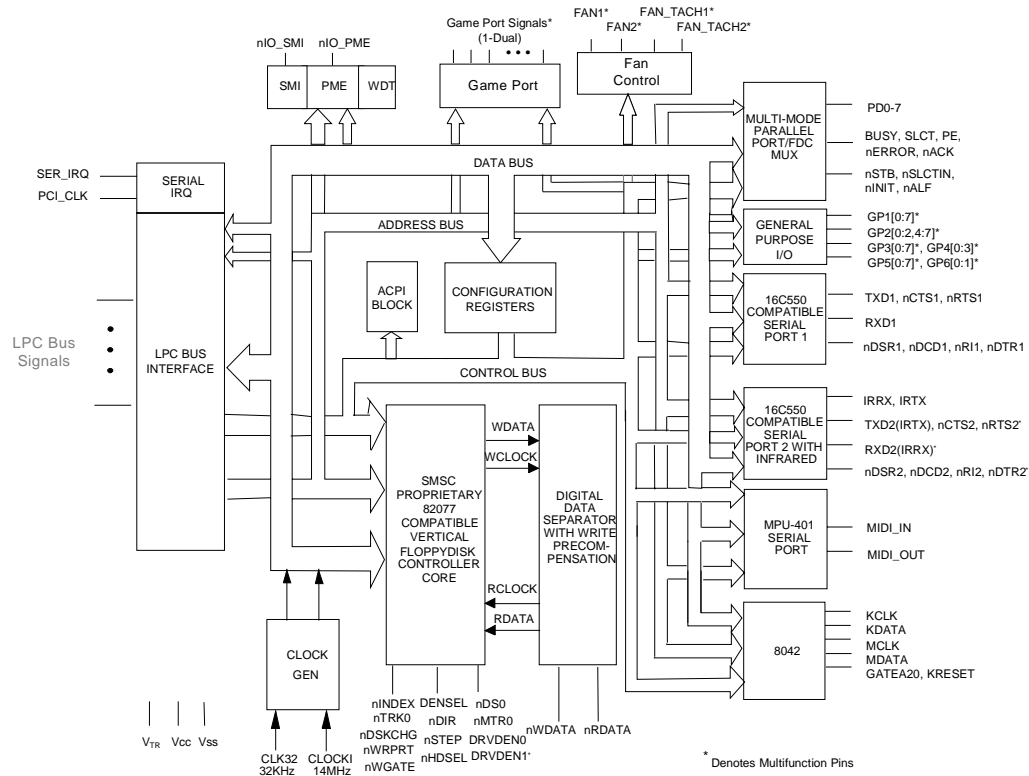 Game Port Signals*
(1-Dual)
FAN1*
FAN2*
FAN_TACH1*
FAN_TACH2*
nIO_SMI
nIO_PME
SMI
PME
WDT
Game Port
Fan
Control
MULTI-MODE
PARALLEL
PORT/FDC
MUX
PD0-7
BUSY, SLCT, PE,
nERROR, nACK
nSTB, nSLCTIN,
nINIT, nALF
DATA BUS
SER_IRQ
PCI_CLK
SERIAL
IRQ
ADDRESS BUS
GENERAL
PURPOSE
I/O
GP1[0:7]*
GP2[0:2,4:7]*
GP3[0:7]*, GP4[0:3]*
GP5[0:7]*, GP6[0:1]*
ACPI
BLOCK
CONFIGURATION
REGISTERS
16C550
COMPATIBLE
SERIAL
PORT 1
TXD1, nCTS1, nRTS1
RXD1
nDSR1, nDCD1, nRI1, nDTR1
LPC Bus
Signals
LPC BUS
INTERFACE
CONTROL BUS
16C550
COMPATIBLE
SERIAL
PORT 2 WITH
INFRARED
IRRX, IRTX
TXD2(IRTX), nCTS2, nRTS2*
RXD2(IRRX)*
nDSR2, nDCD2, nRI2, nDTR2*
SMSC
PROPRIETARY
82077
COMPATIBLE
VERTICAL
FLOPPYDISK
CONTROLLER
CORE
WDATA
WCLOCK
RCLOCK
RDATA
DIGITAL
DATA
SEPARATOR
WITH WRITE
PRECOM-
PENSATION
MPU-401
SERIAL
PORT
MIDI_IN
MIDI_OUT
8042
KCLK
KDATA
MCLK
MDATA
GATEA20, KRESET
CLOCK
GEN
VTR
Vcc
Vss
CLK32
32KHz
CLOCKI
14MHz
nINDEX
nTRK0
nDSKCHG
nWRPRT
nWGATE
DENSEL
nDIR
nSTEP
nHDSEL
nDS0
nMTR0
DRVDEN0
DRVDEN1*
nWDATA
nRDATA
* Denotes Multifunction Pins